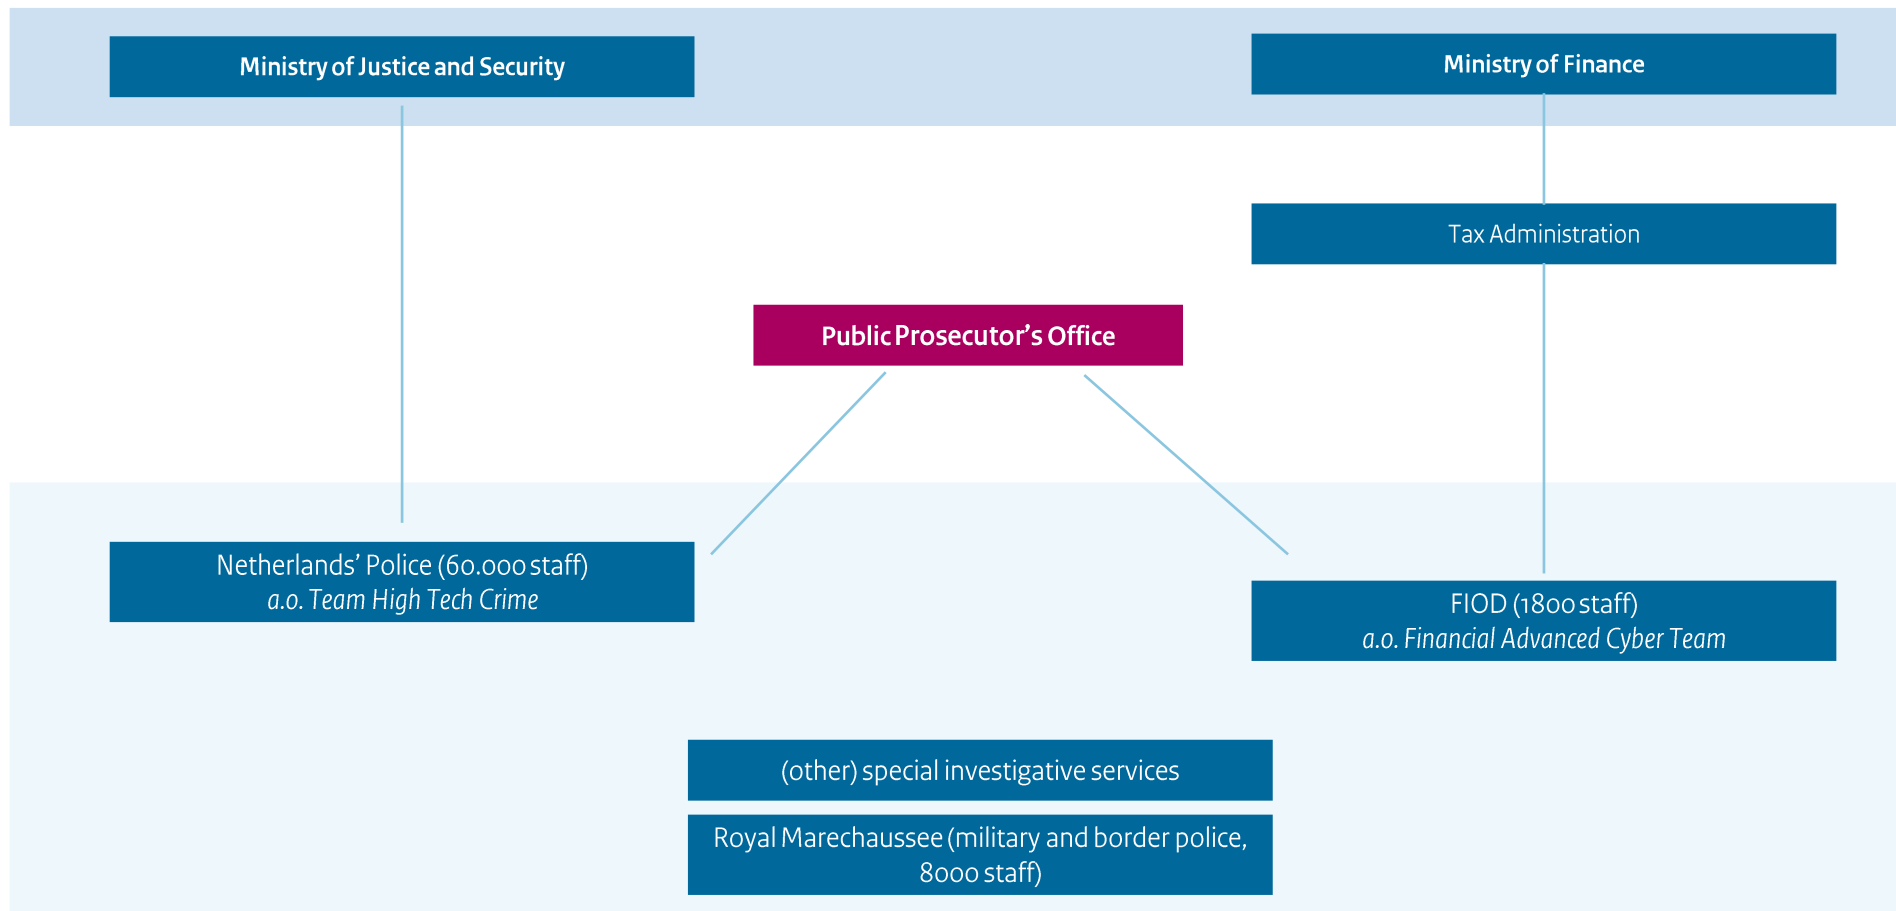 Ministry of Justice and Security
Ministry of Finance
Tax Administration
Public Prosecutor’s Office
Netherlands’ Police (60.000 staff)
a.o. Team High Tech Crime
FIOD (1800 staff)
a.o. Financial Advanced Cyber Team
(other) special investigative services
Royal Marechaussee (military and border police,
8000 staff)